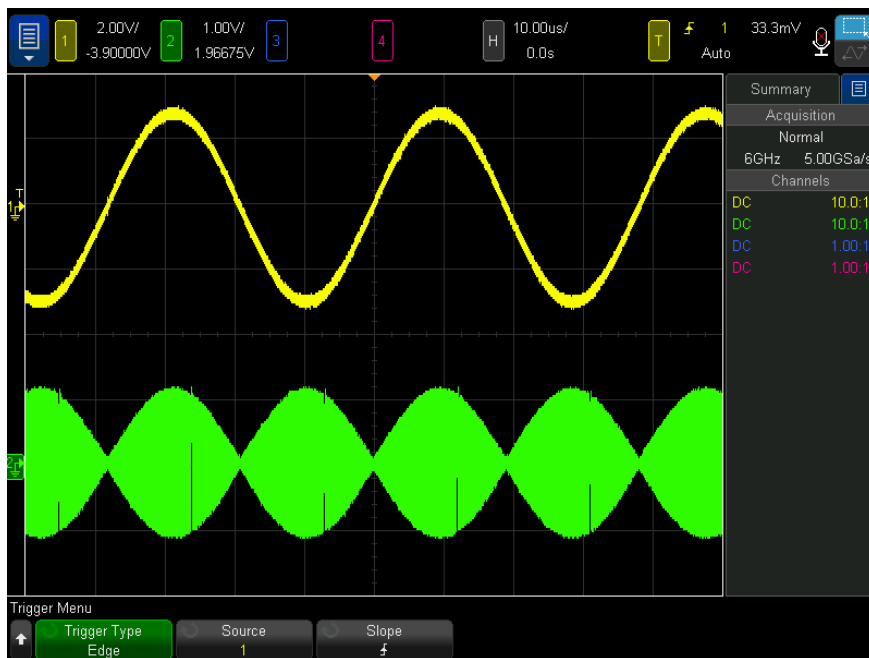 1 2.00V/ 2 1.00V/ 3 4 H 10.00us/ T 1 33.3mV
-3.90000V 1.96675V 0.0s Auto
Summary
Acquisition
Normal
6GHz 5.00GSa/s
Channels
DC 10.0:1
DC 10.0:1
DC 1.00:1
DC 1.00:1
T
1
2
Trigger Menu
Trigger Type Source Slope
Edge 1